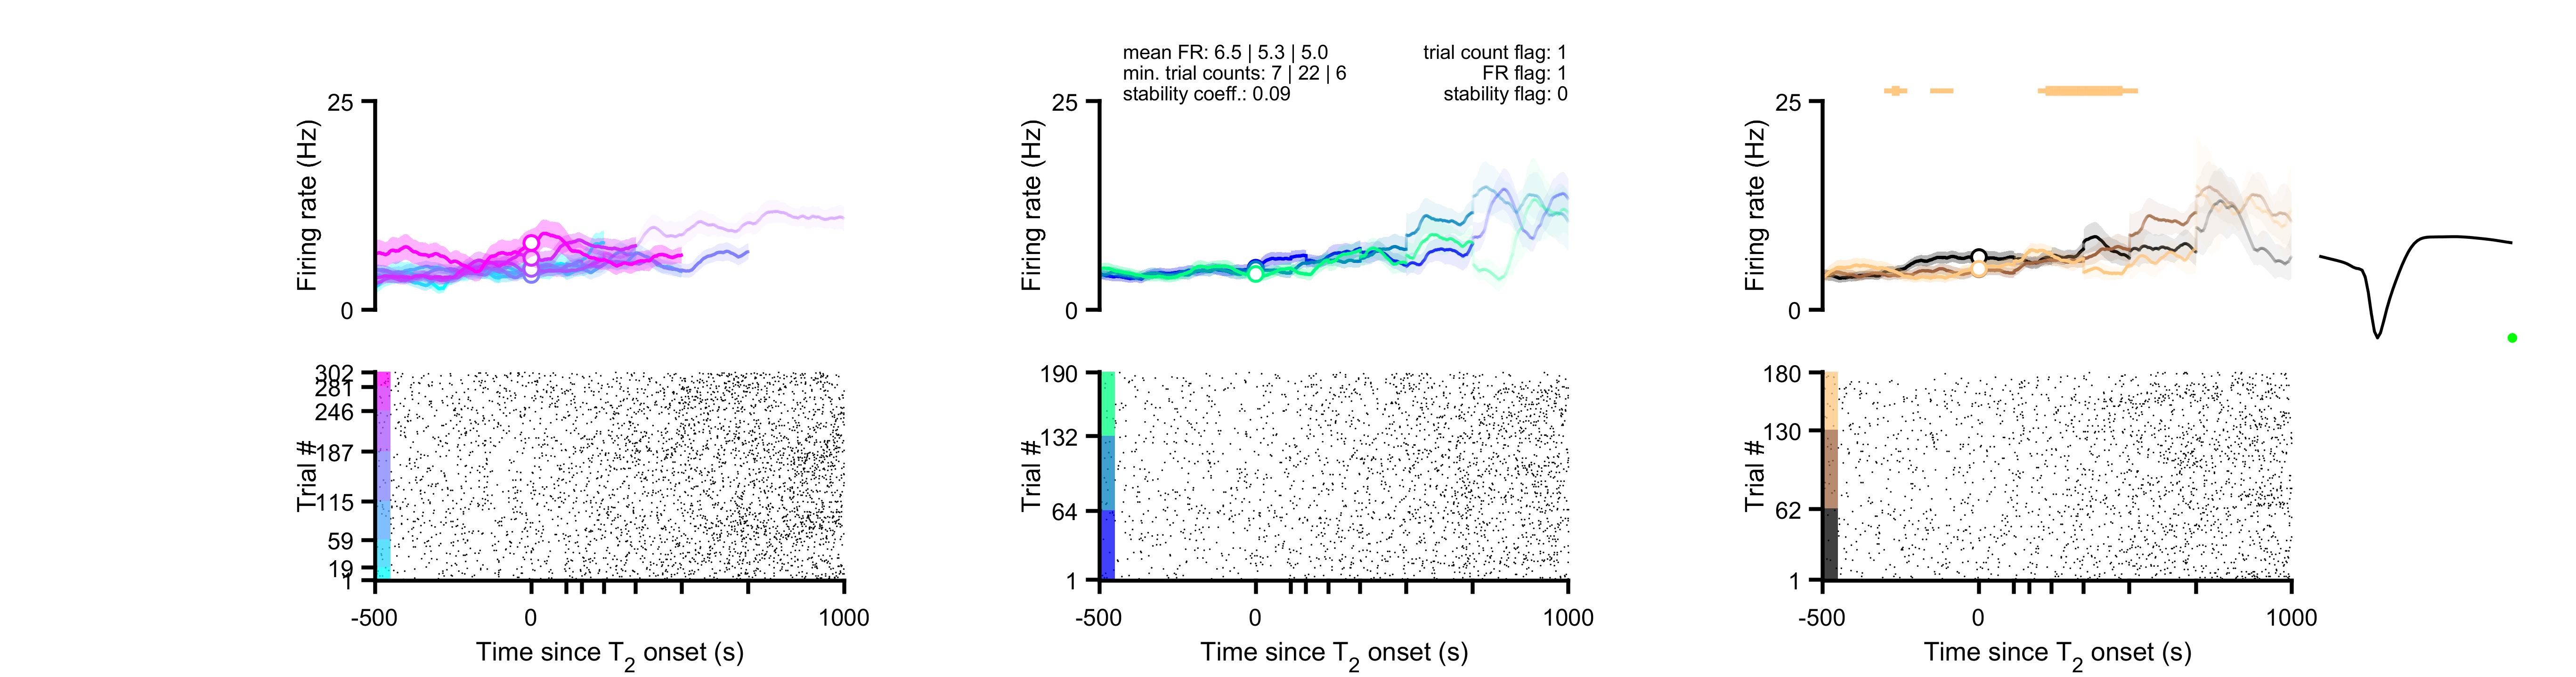 mean FR: 6.5 | 5.3 | 5.0
min. trial counts: 7 | 22 | 6
stability coeff.: 0.09
trial count flag: 1
FR flag: 1
stability flag: 0
25
Firing rate (Hz)
0
25
Firing rate (Hz)
0
25
Firing rate (Hz)
0
302
281
246
187
115
59
19
1
Trial #
-500
0
1000
Time since T2 onset (s)
190
132
64
1
Trial #
-500
0
1000
Time since T2 onset (s)
180
130
62
1
Trial #
-500
0
1000
Time since T2 onset (s)